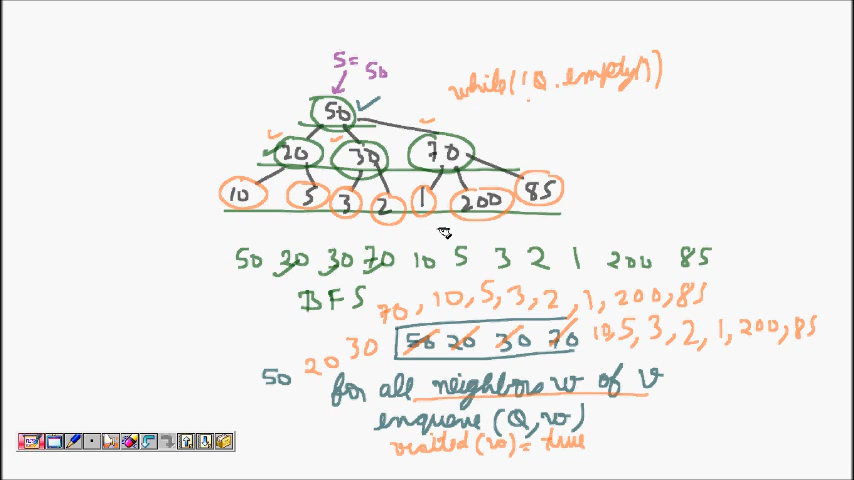 S= 50
while(!Q.empty())
50
20 30 70
10 5 3 2 1 200 85
50 20 30 70 10 5 3 2 1 200 85
BFS
70, 10, 5, 3, 2, 1, 200, 85
50 20 30 70 10, 5, 3, 2, 1, 200, 85
50 20 30
for all neighbors w of v
enqueue (Q, w)
visited (w) = true